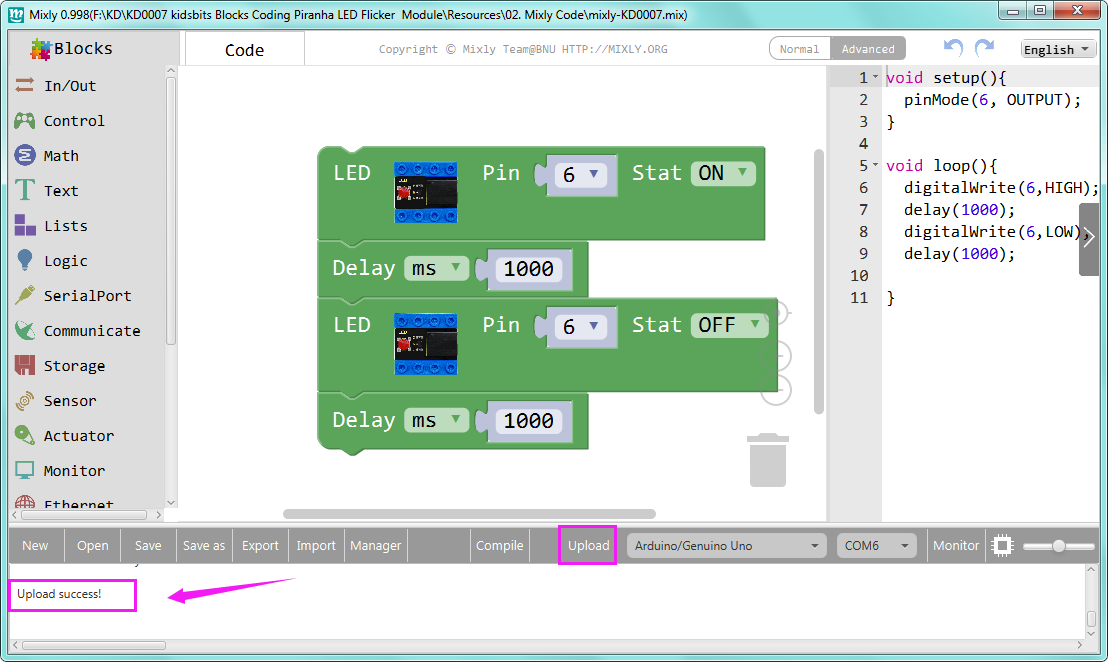 Mixly 0.998(F:\KD\KD0007 kidsbits Blocks Coding Piranha LED Flicker  Module\Resources\02. Mixly Code\mixly-KD0007.mix)
Blocks
Code
Copyright © Mixly Team@BNU HTTP://MIXLY.ORG
Normal
Advanced
English
In/Out
Control
Math
Text
Lists
Logic
SerialPort
Communicate
Storage
Sensor
Actuator
Monitor
Ethernet
LED Pin 6 Stat ON
Delay ms 1000
LED Pin 6 Stat OFF
Delay ms 1000
1 void setup(){
2 pinMode(6, OUTPUT);
3 }
4
5 void loop(){
6 digitalWrite(6,HIGH);
7 delay(1000);
8 digitalWrite(6,LOW);
9 delay(1000);
10
11 }
New Open Save Save as Export Import Manager Compile Upload Arduino/Genuino Uno COM6 Monitor
Upload success!